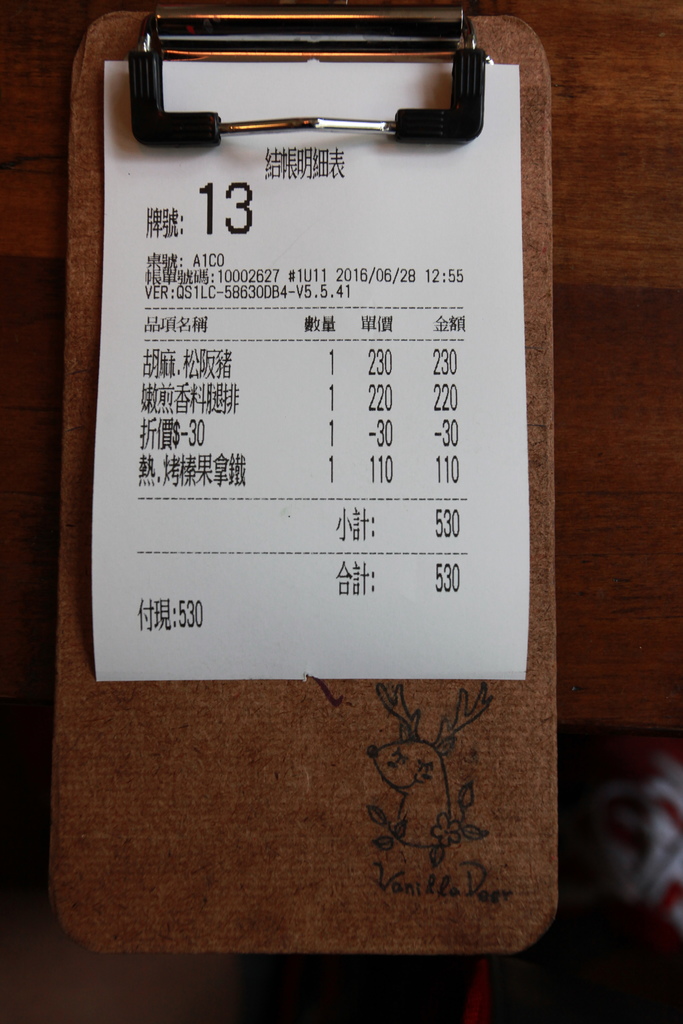 結帳明細表
牌號: 13
桌號: A1C0
帳單號碼:10002627 #1U11 2016/06/28 12:55
VER:QS1LC-58630DB4-V5.5.41
品項名稱 數量 單價 金額
胡麻.松阪豬 1 230 230
嫩煎香料腿排 1 220 220
折價$-30 1 -30 -30
熱.烤榛果拿鐵 1 110 110
小計: 530
合計: 530
付現:530
Vanilla Deer